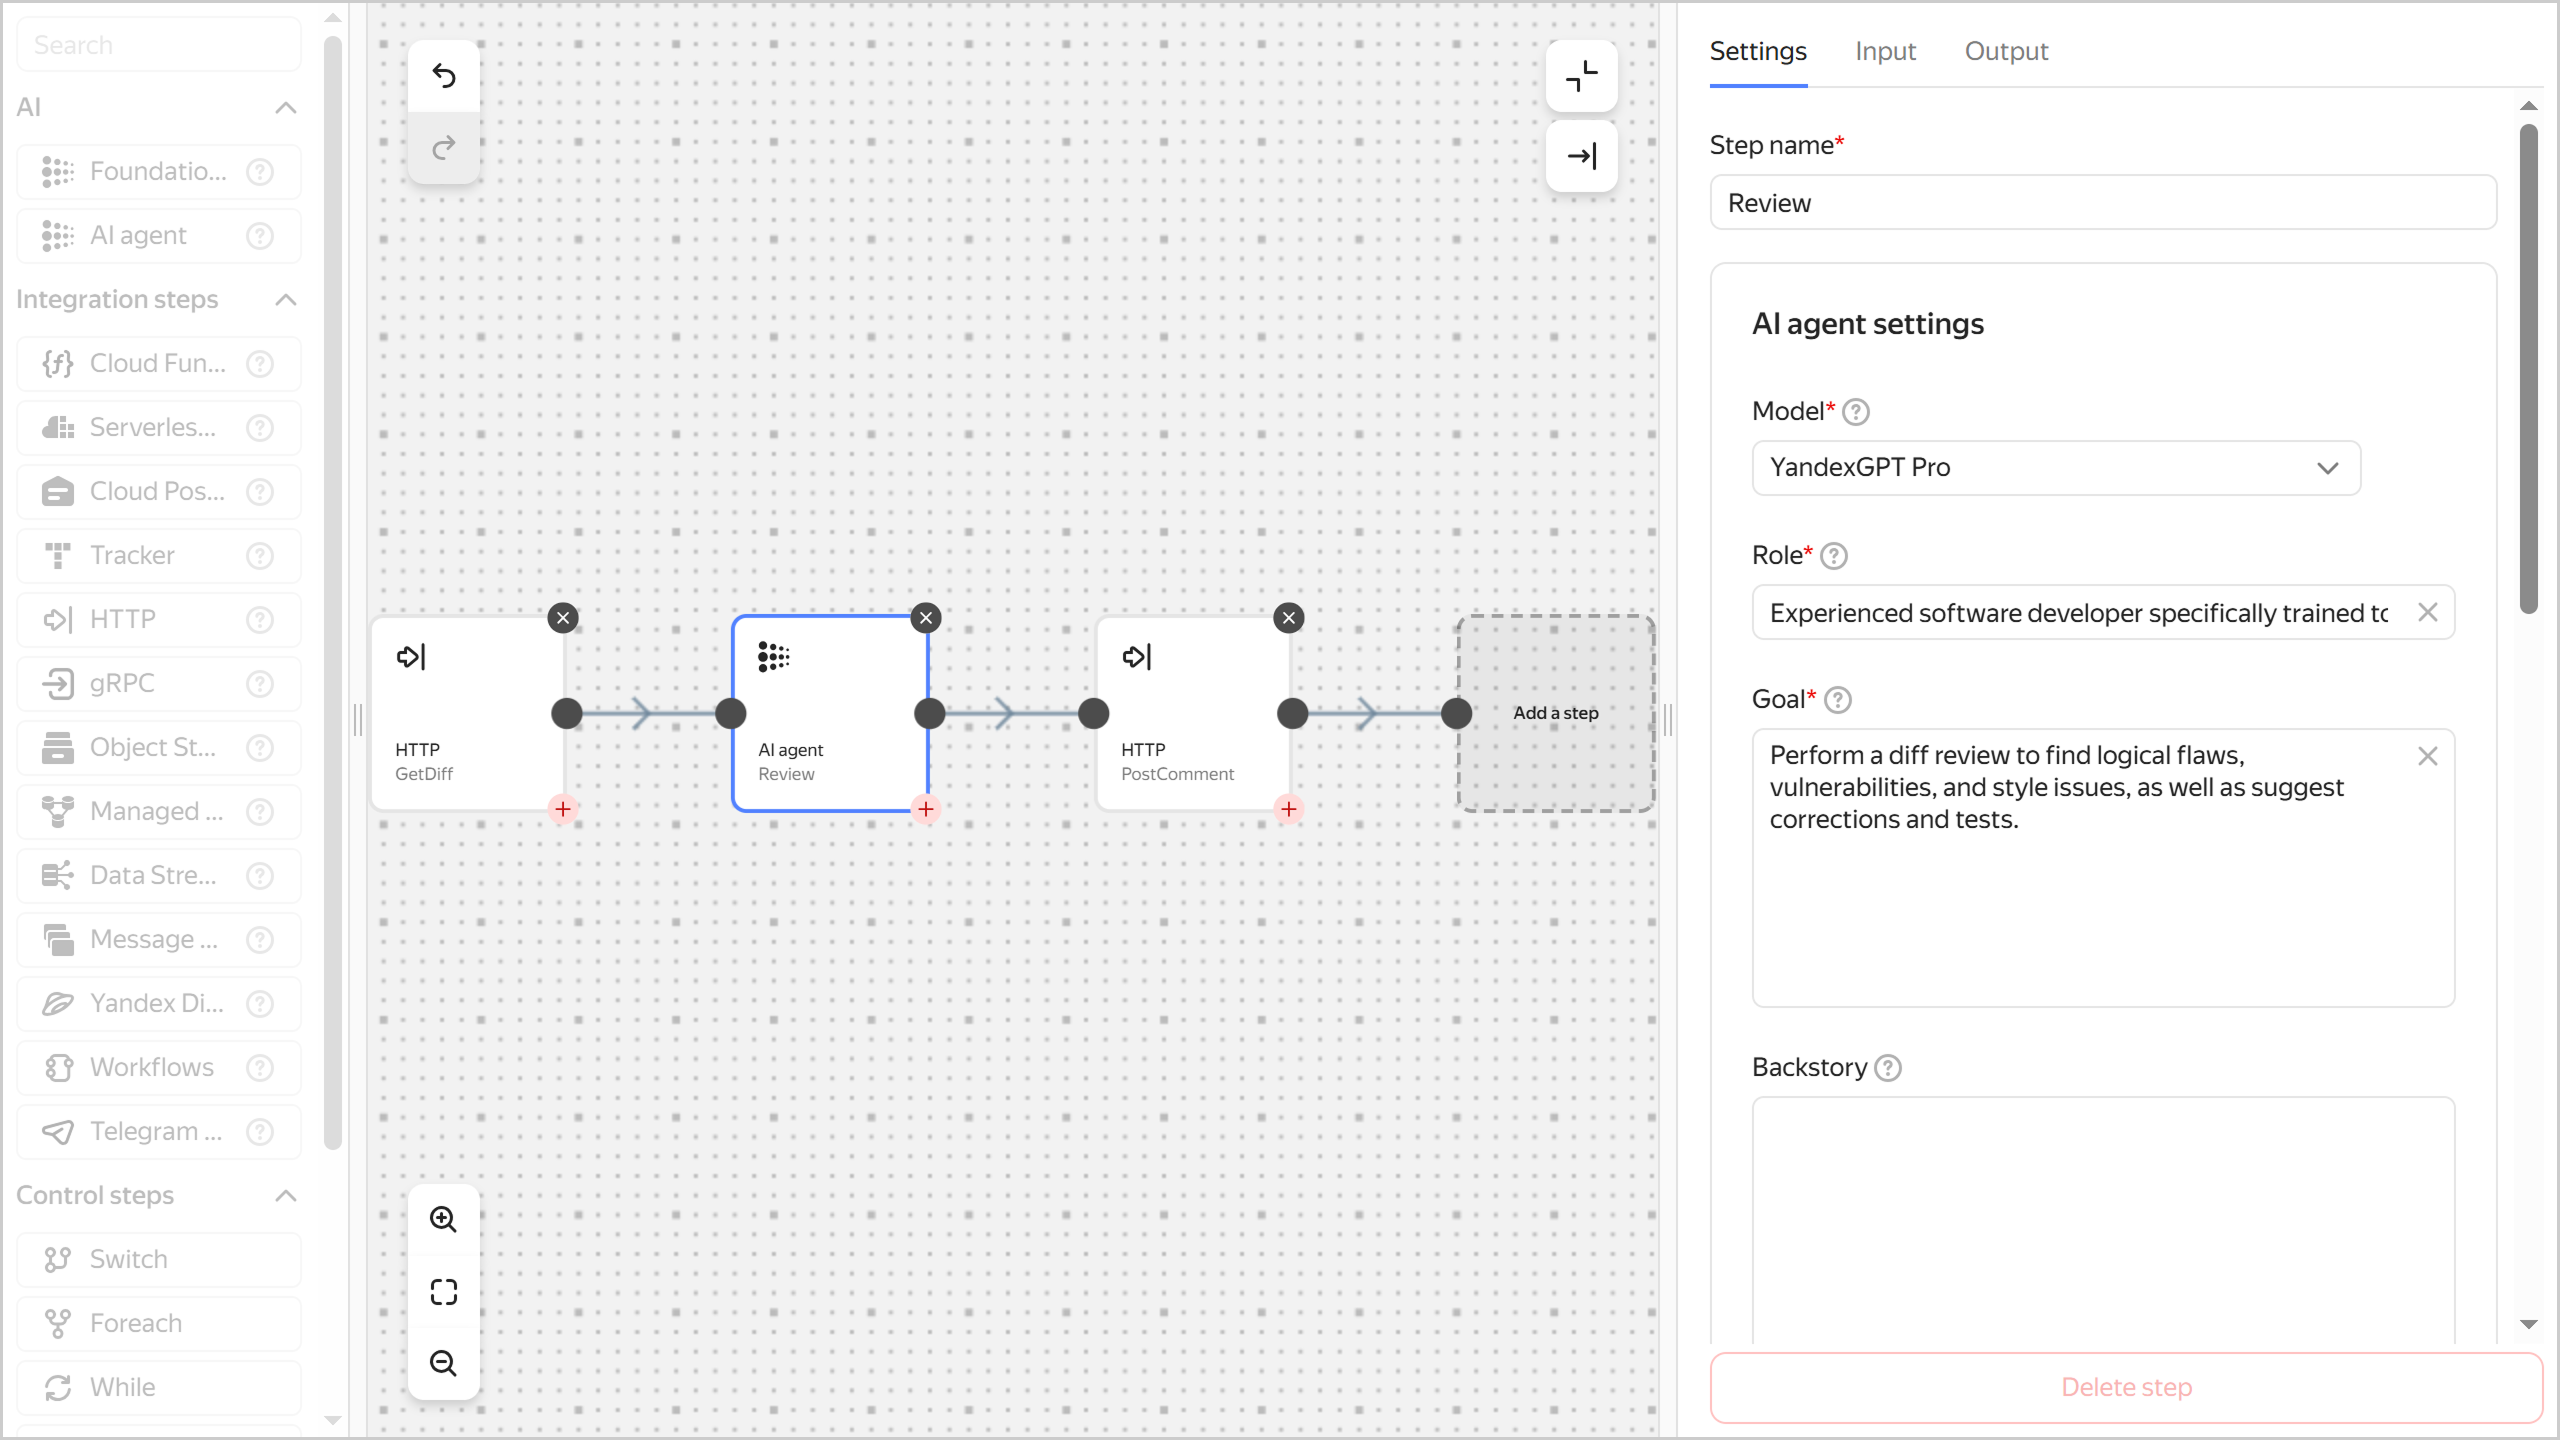 Search
AI
Foundatio...
AI agent
Integration steps
Cloud Fun...
Serverles...
Cloud Pos...
Tracker
HTTP
gRPC
Object St...
Managed ...
Data Stre...
Message ...
Yandex Di...
Workflows
Telegram ...
Control steps
Switch
Foreach
While
HTTP
GetDiff
AI agent
Review
HTTP
PostComment
Add a step
Settings
Input
Output
Step name*
Review
AI agent settings
Model*
YandexGPT Pro
Role*
Experienced software developer specifically trained to
Goal*
Perform a diff review to find logical flaws,
vulnerabilities, and style issues, as well as suggest
corrections and tests.
Backstory
Delete step